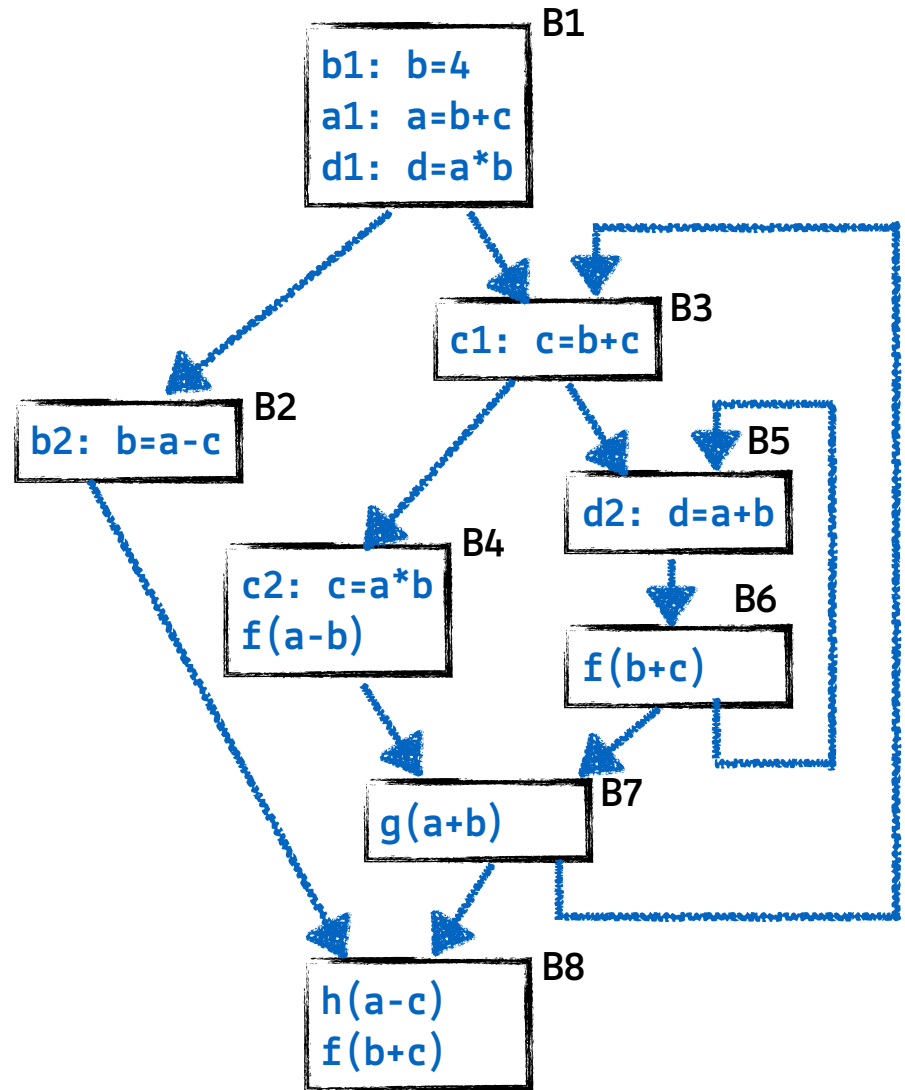 B1
b1: b=4
a1: a=b+c
d1: d=a*b
B3
c1: c=b+c
B2
b2: b=a-c
B5
d2: d=a+b
B4
c2: c=a*b
f(a-b)
B6
f(b+c)
B7
g(a+b)
B8
h(a-c)
f(b+c)